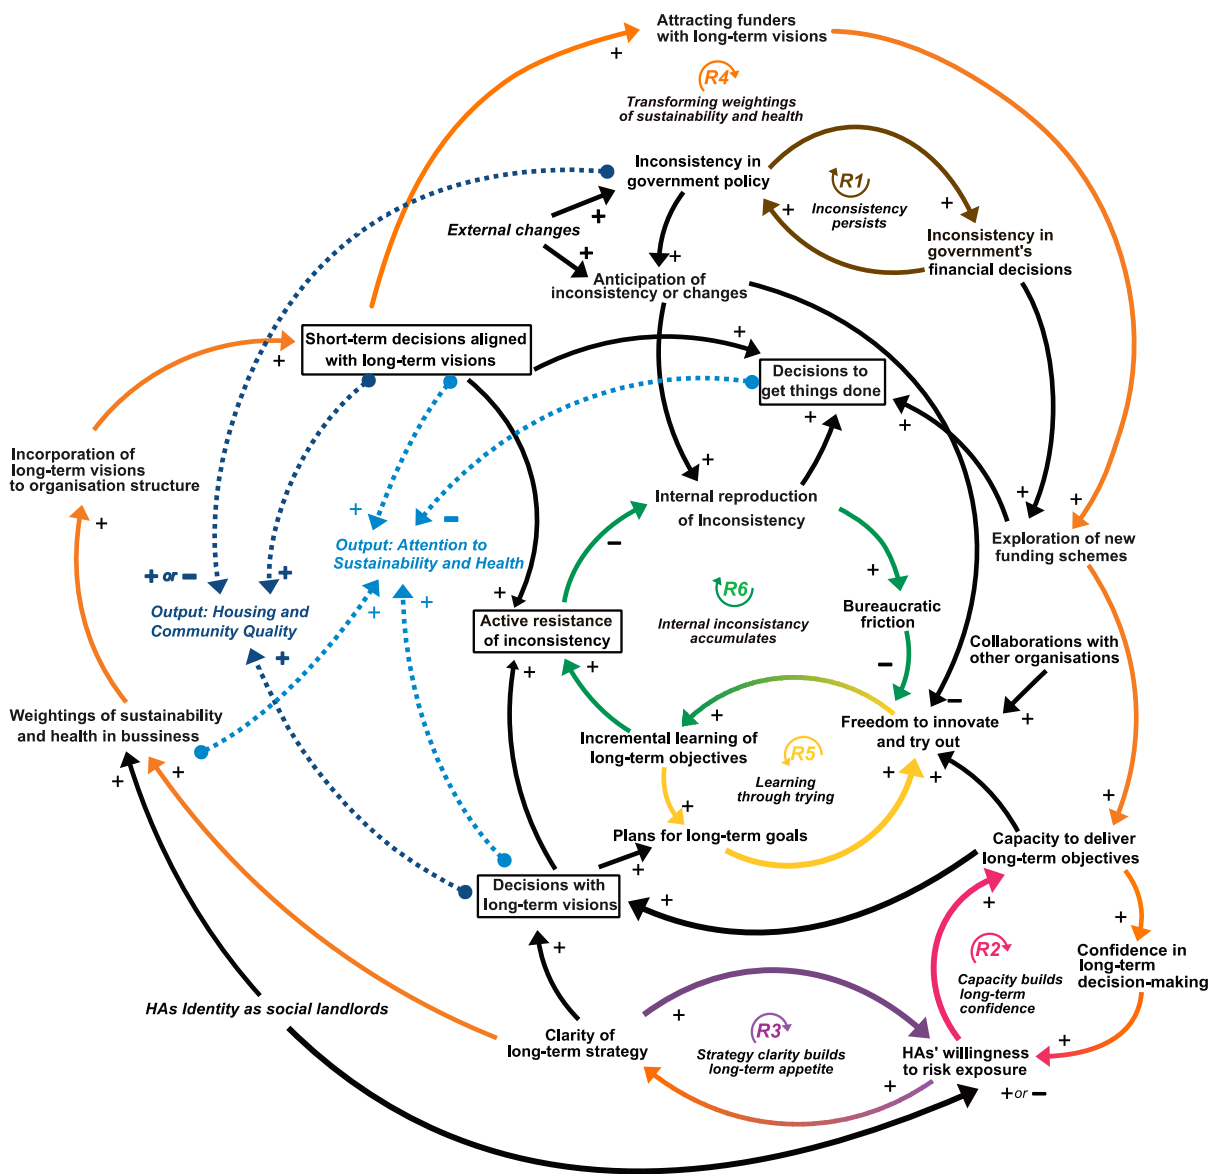 Attracting funders
with long-term visions
+
R4
Transforming weightings
of sustainability and health
Inconsistency in
government policy
R1
Inconsistency
persists
+
+
External changes
+
+
+
Inconsistency in
government's
financial decisions
Anticipation of
inconsistency or changes
Short-term decisions aligned
with long-term visions
+
+
Decisions to
get things done
+
+
Incorporation of
long-term visions
to organisation structure
+
+
Internal reproduction
of Inconsistency
+
+
+
-
Output: Attention to
Sustainability and Health
-
Exploration of new
funding schemes
+ or -
+
Output: Housing and
Community Quality
+
+
+
+
Active resistance
of inconsistency
+
+
R6
Internal inconsistancy
accumulates
+
Bureaucratic
friction
-
Collaborations with
other organisations
-
+
Weightings of sustainability
and health in bussiness
+
+
Freedom to innovate
and try out
+
+
+
Incremental learning of
long-term objectives
R5
Learning
through trying
+
Plans for long-term goals
+
+
Capacity to deliver
long-term objectives
+
Decisions with
long-term visions
+
+
+
R2
Capacity builds
long-term
confidence
Confidence in
long-term
decision-making
HAs Identity as social landlords
+
Clarity of
long-term strategy
+
R3
Strategy clarity builds
long-term appetite
+
+
HAs' willingness
to risk exposure
+ or -